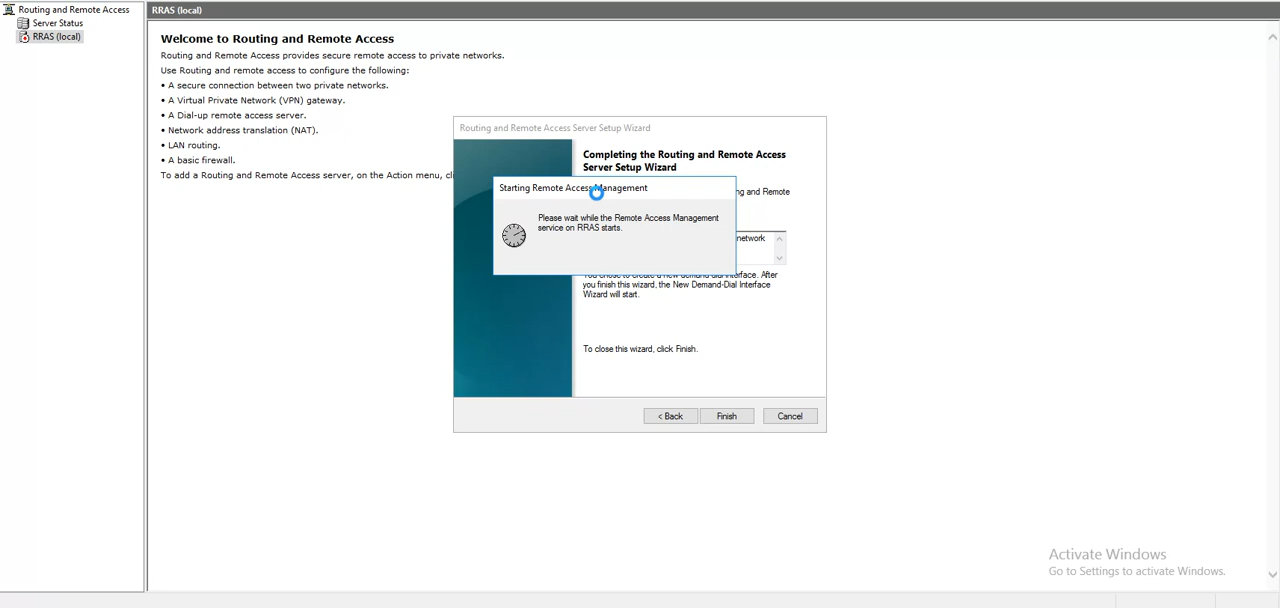 Routing and Remote Access
Server Status
RRAS (local)
RRAS (local)
Welcome to Routing and Remote Access
Routing and Remote Access provides secure remote access to private networks.
Use Routing and remote access to configure the following:
• A secure connection between two private networks.
• A Virtual Private Network (VPN) gateway.
• A Dial-up remote access server.
• Network address translation (NAT).
• LAN routing.
• A basic firewall.
To add a Routing and Remote Access server, on the Action menu,
Routing and Remote Access Server Setup Wizard
Completing the Routing and Remote Access
Server Setup Wizard
and Remote
network
You chose to create a new demand-dial interface. After
you finish this wizard, the New Demand-Dial Interface
Wizard will start.
To close this wizard, click Finish.
< Back
Finish
Cancel
Starting Remote Access Management
Please wait while the Remote Access Management
service on RRAS starts.
Activate Windows
Go to Settings to activate Windows.